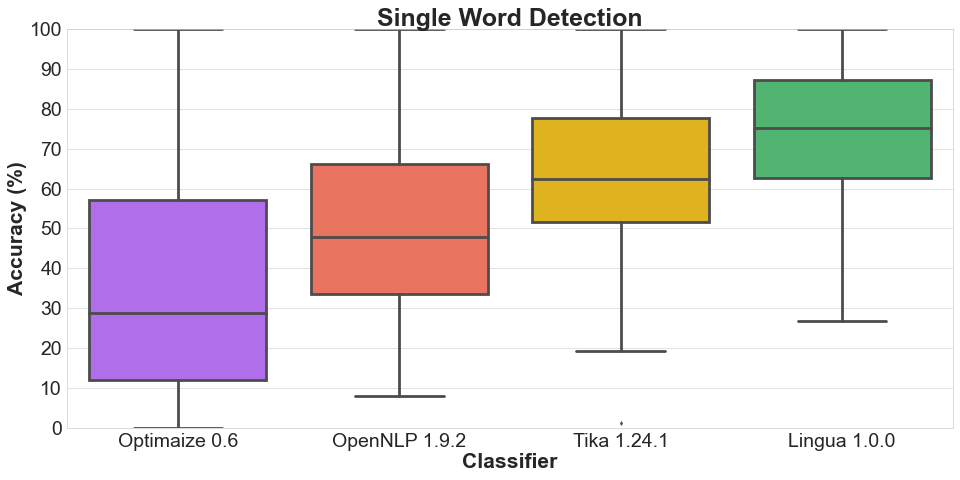 Single Word Detection
Accuracy (%)
100
90
80
70
60
50
40
30
20
10
0
Optimaize 0.6 OpenNLP 1.9.2 Tika 1.24.1 Lingua 1.0.0
Classifier